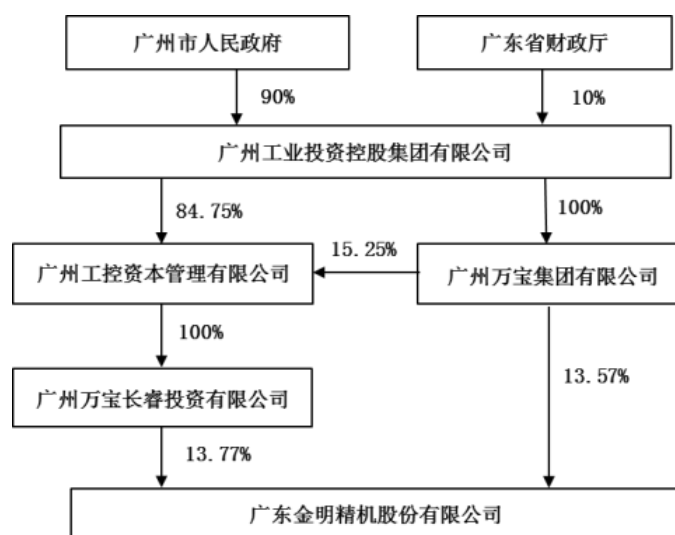 广州市人民政府
广东省财政厅
90%
10%
广州工业投资控股集团有限公司
84.75%
100%
广州工控资本管理有限公司
15.25%
广州万宝集团有限公司
100%
13.57%
广州万宝长睿投资有限公司
13.77%
广东金明精机股份有限公司